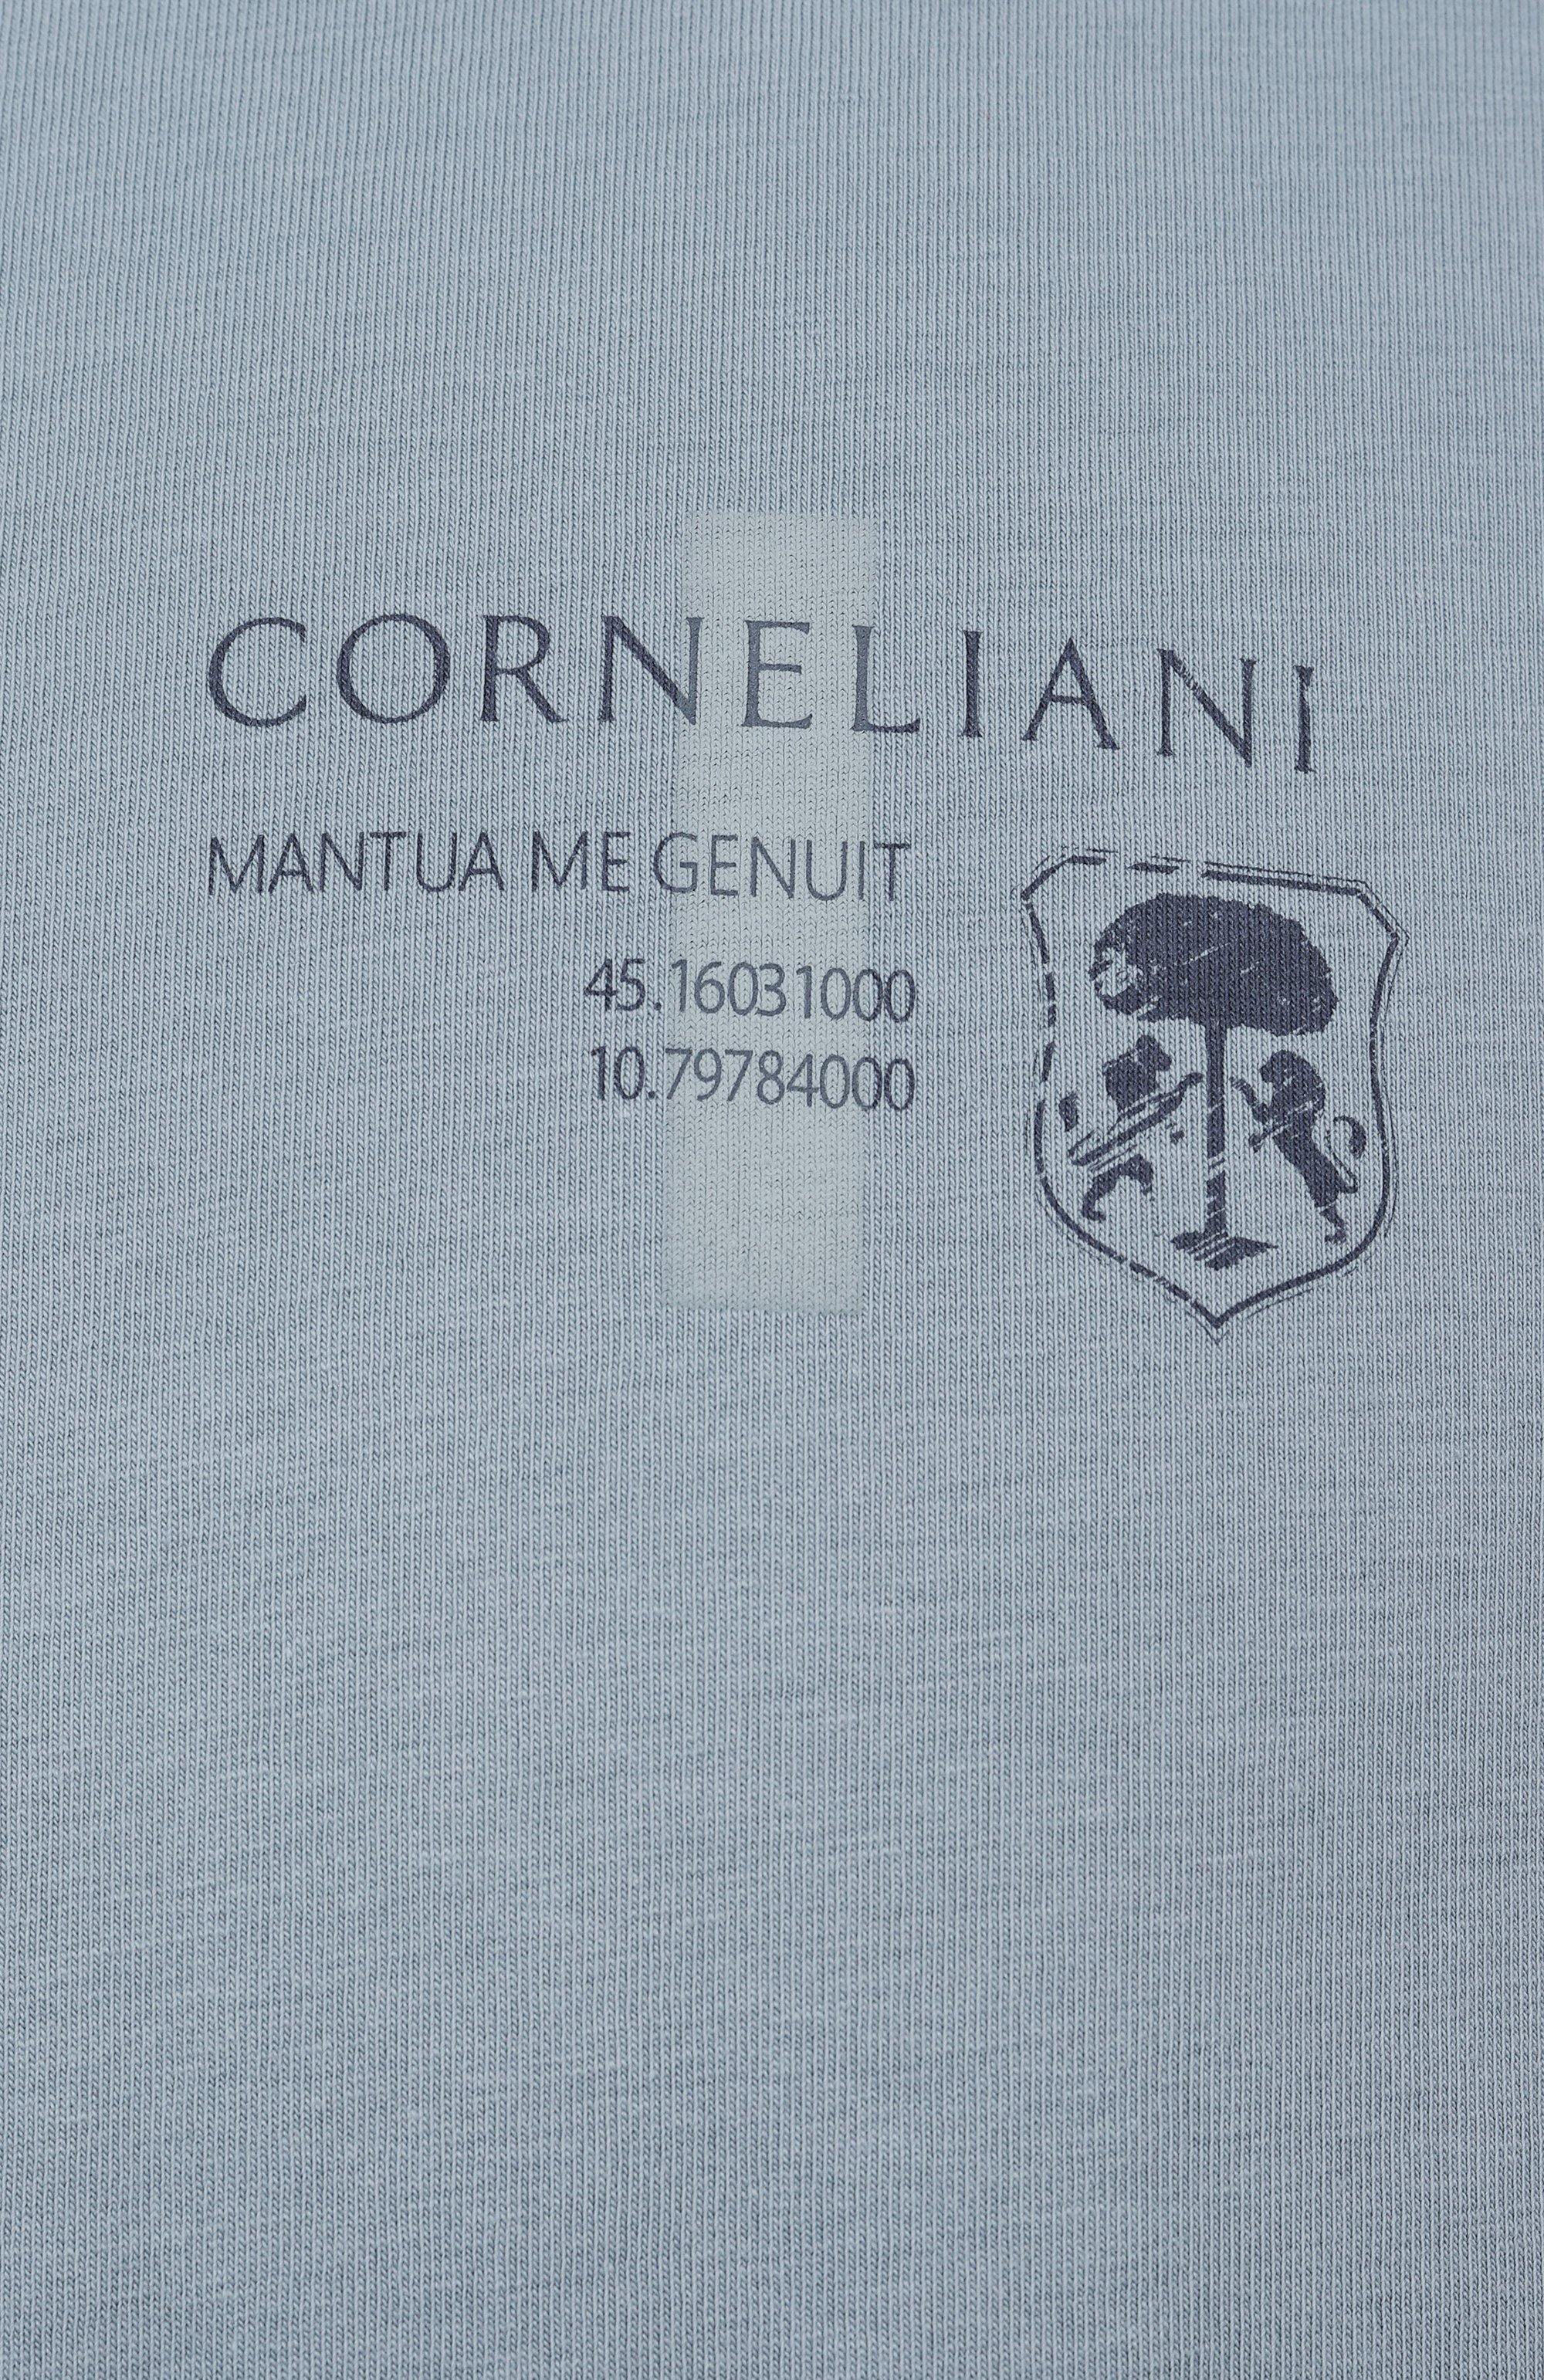 CORNELIANI
MANTUA ME GENUIT
45.16031000
10.79784000